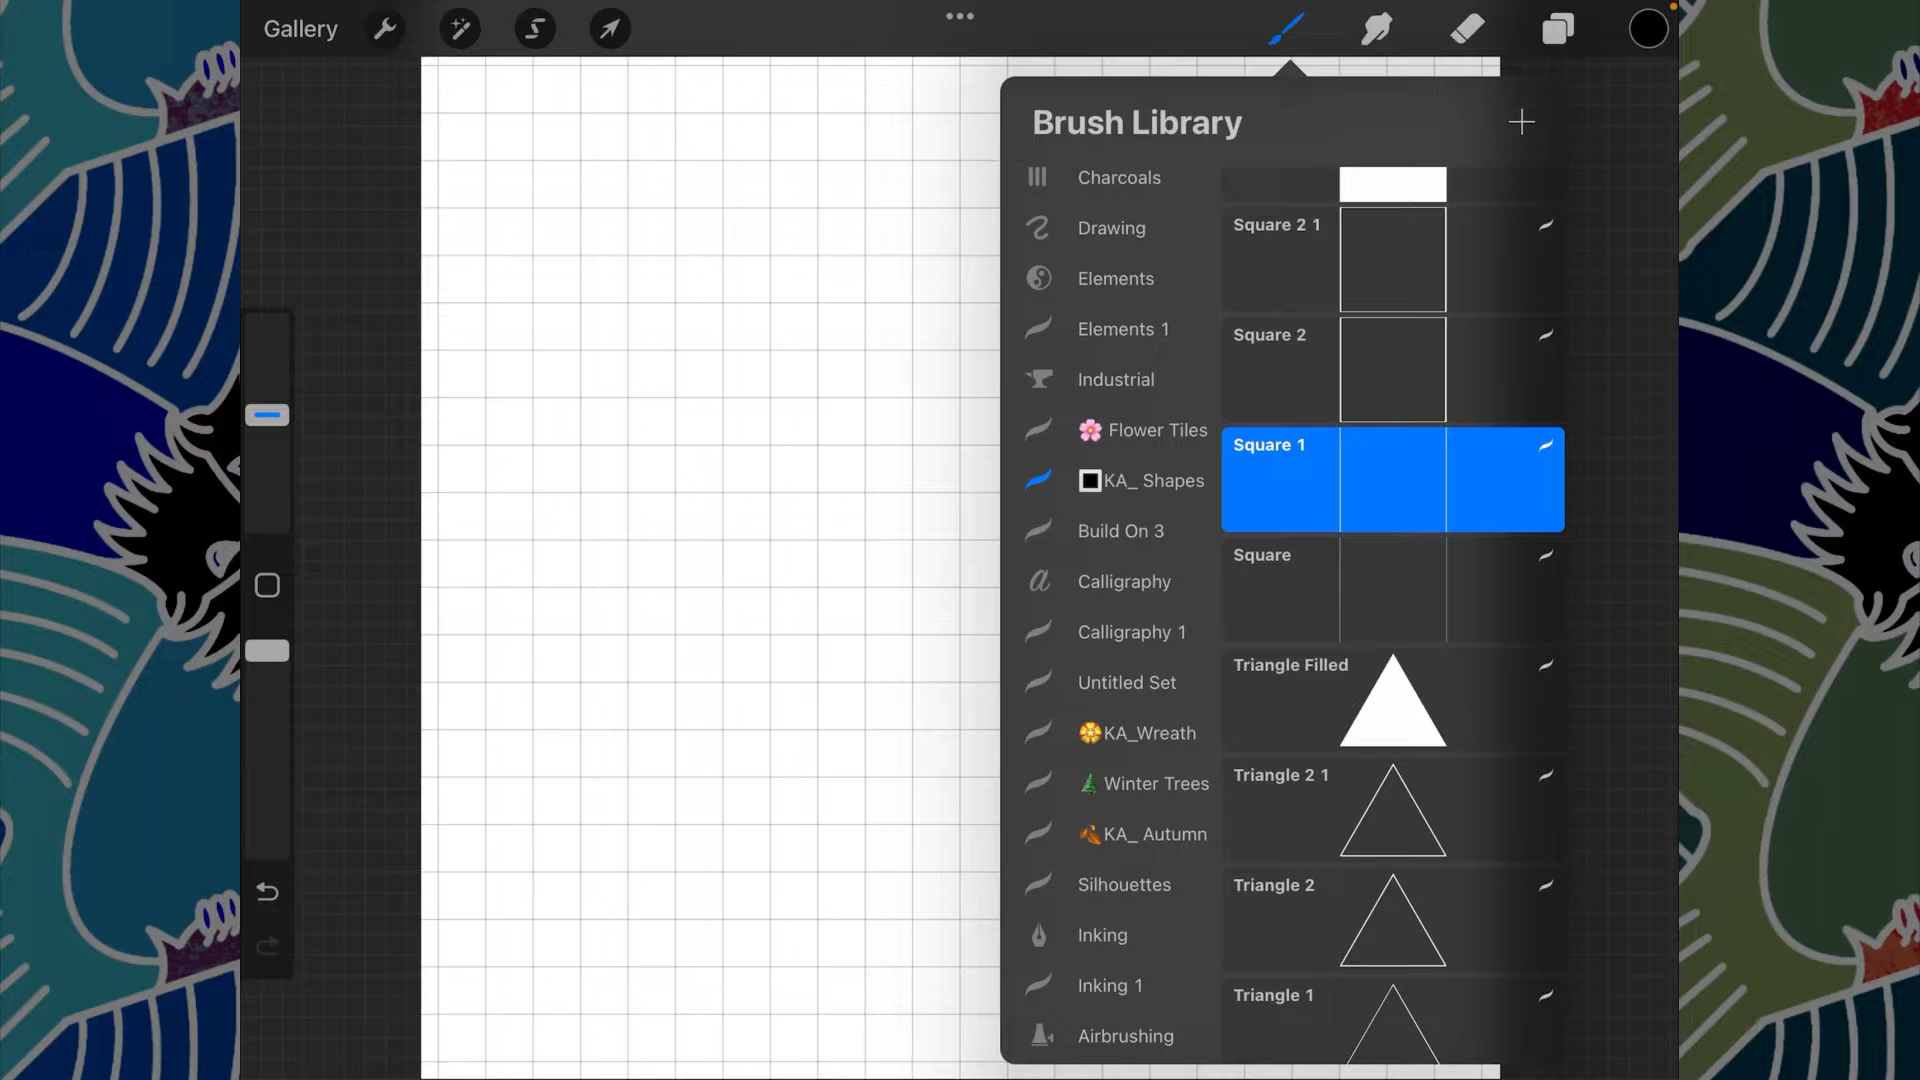 Gallery
Brush Library
Charcoals
Drawing
Elements
Elements 1
Industrial
🌸 Flower Tiles
🔲KA_ Shapes
Build On 3
Calligraphy
Calligraphy 1
Untitled Set
🏵️KA_Wreath
🌲Winter Trees
🍂KA_ Autumn
Silhouettes
Inking
Inking 1
Airbrushing
Square 2 1
Square 2
Square 1
Square
Triangle Filled
Triangle 2 1
Triangle 2
Triangle 1